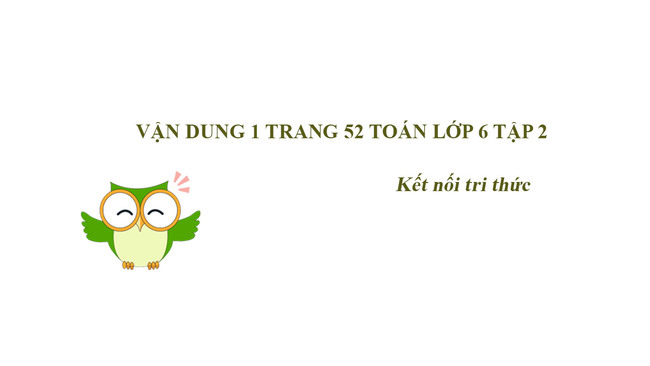 VẬN DUNG 1 TRANG 52 TOÁN LỚP 6 TẬP 2
Kết nối tri thức